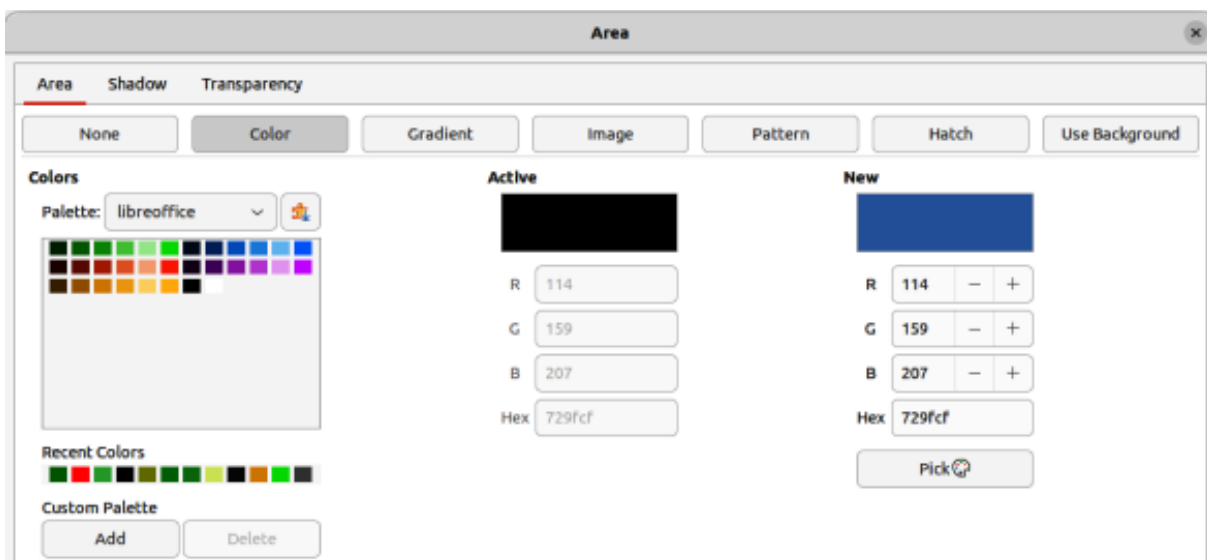 Area
Area Shadow Transparency
None Color Gradient Image Pattern Hatch Use Background
Colors Active New
Palette: libreoffice
R 114 R 114 − +
G 159 G 159 − +
B 207 B 207 − +
Hex 729fcf Hex 729fcf
Recent Colors
Pick
Custom Palette
Add Delete